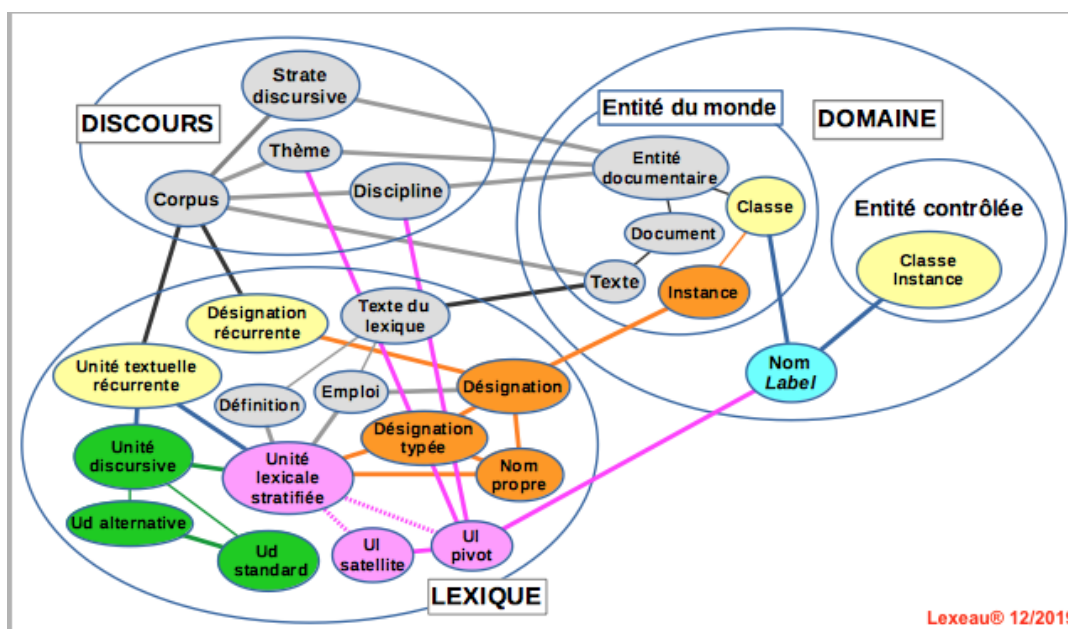 Strate
discursive
DISCOURS
Thème
Corpus
Discipline
Entité du monde
DOMAINE
Entité
documentaire
Classe
Document
Texte
Instance
Entité contrôlée
Classe
Instance
Nom
Label
Texte du
lexique
Désignation
récurrente
Unité textuelle
récurrente
Définition
Emploi
Désignation
Désignation
typée
Nom
propre
Unité
discursive
Unité
lexicale
stratifiée
Ud alternative
Ud
standard
Ul
satellite
Ul
pivot
LEXIQUE
Lexeau® 12/2019